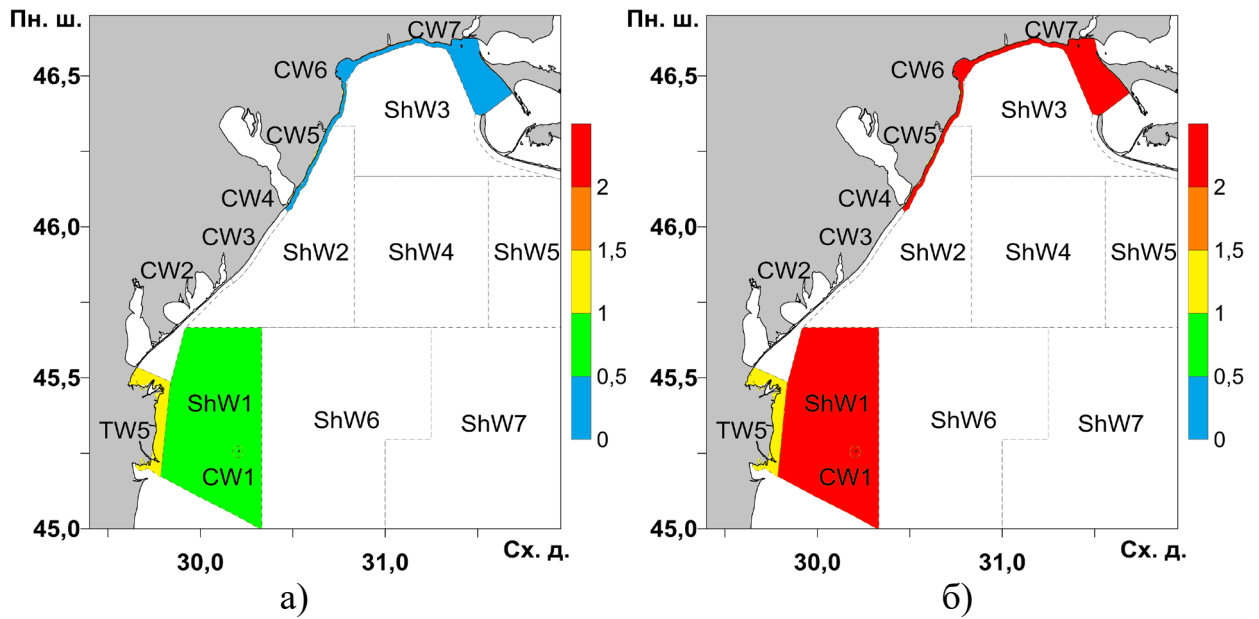 Пн. ш.
CW7
CW6
46,5
ShW3
CW5
CW4
46,0
CW3
ShW2
ShW4
ShW5
CW2
45,5
ShW1
TW5
ShW6
ShW7
CW1
45,0
30,0
31,0
Сх. д.
2
1,5
1
0,5
0
а)
Пн. ш.
CW7
CW6
46,5
ShW3
CW5
CW4
46,0
CW3
ShW2
ShW4
ShW5
CW2
45,5
ShW1
TW5
ShW6
ShW7
CW1
45,0
30,0
31,0
Сх. д.
2
1,5
1
0,5
0
б)